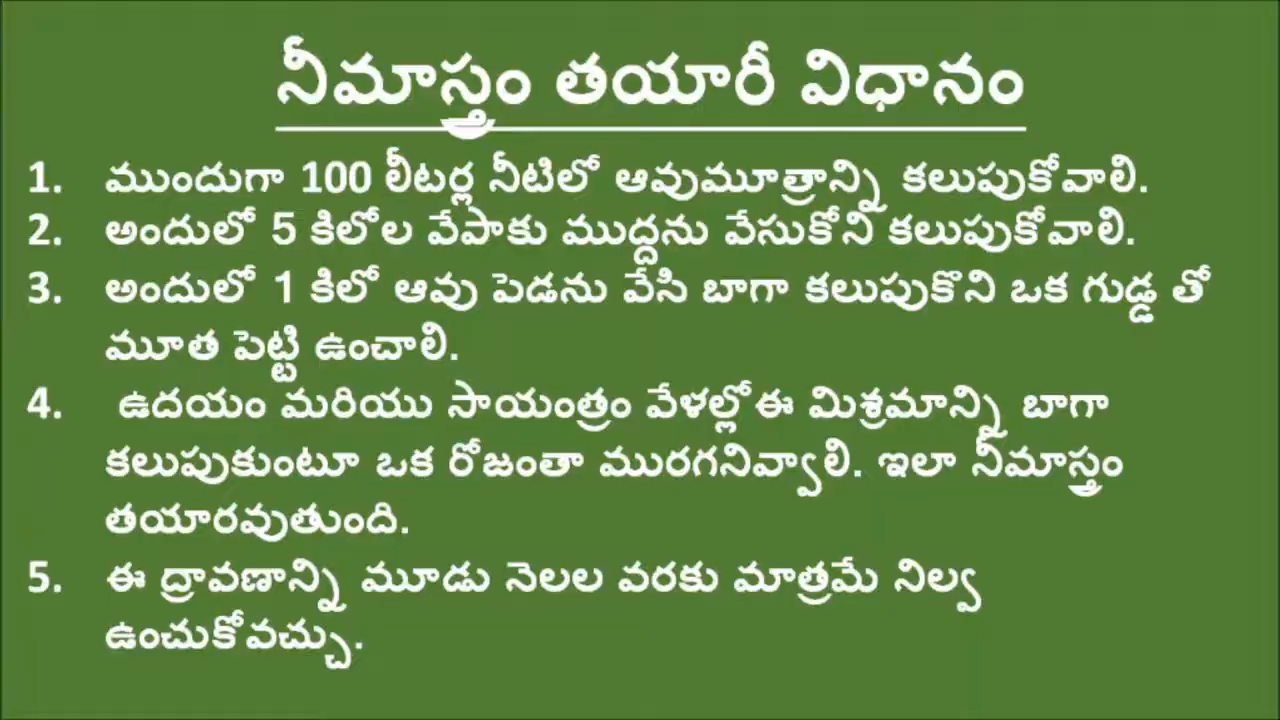 నీమాస్త్రం తయారీ విధానం
1. ముందుగా 100 లీటర్ల నీటిలో ఆవుమూత్రాన్ని కలుపుకోవాలి.
2. అందులో 5 కిలోల వేపాకు ముద్దను వేసుకోని కలుపుకోవాలి.
3. అందులో 1 కిలో ఆవు పెడను వేసి బాగా కలుపుకొని ఒక గుడ్డ తో
మూత పెట్టి ఉంచాలి.
4. ఉదయం మరియు సాయంత్రం వేళల్లోఈ మిశ్రమాన్ని బాగా
కలుపుకుంటూ ఒక రోజంతా మురగనివ్వాలి. ఇలా నీమాస్త్రం
తయారవుతుంది.
5. ఈ ద్రావణాన్ని మూడు నెలల వరకు మాత్రమే నిల్వ
ఉంచుకోవచ్చు.